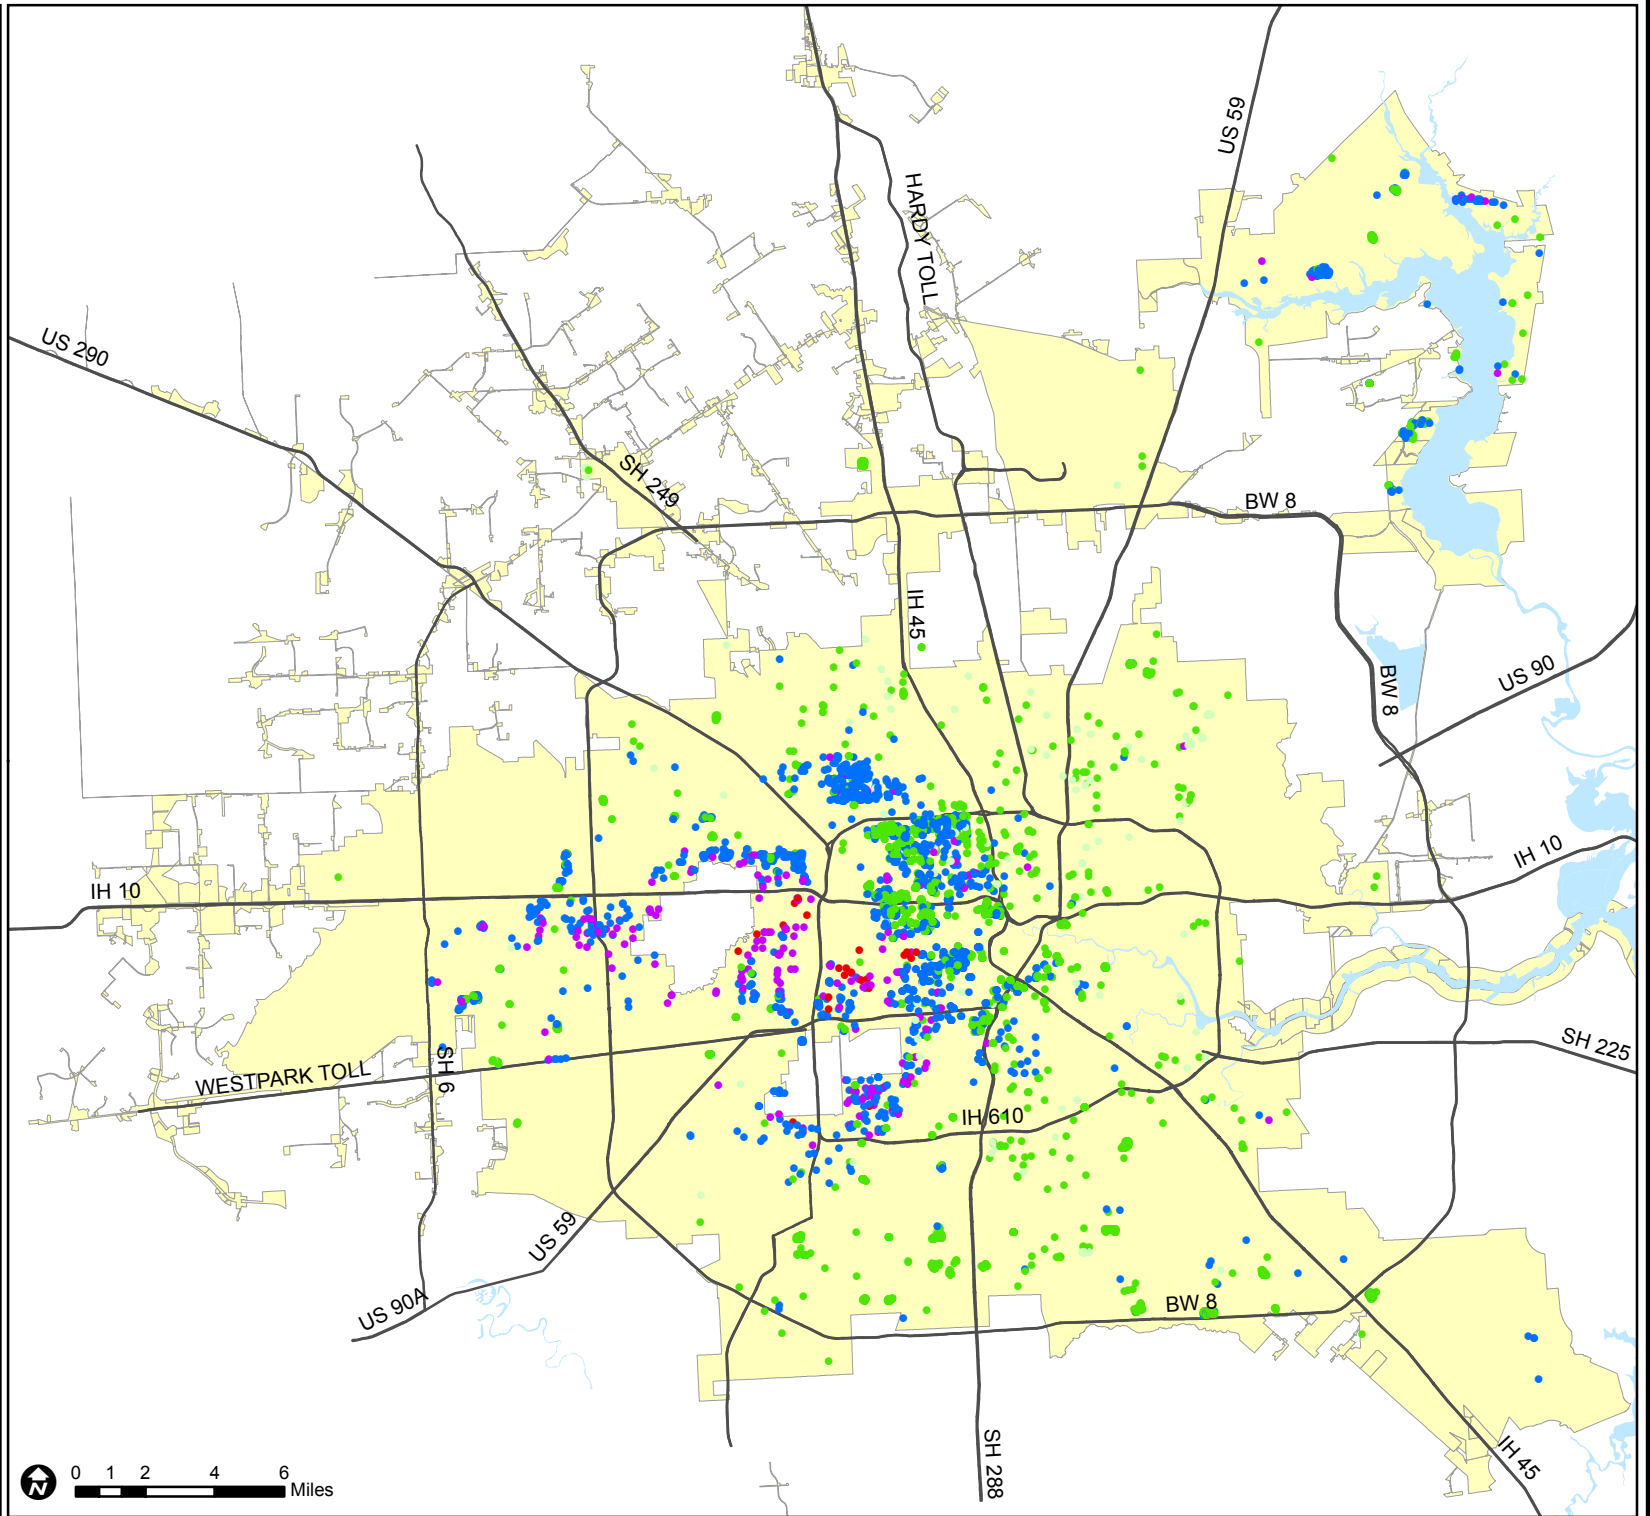 US 59
HARDY TOLL
US 290
SH 249
BW 8
IH 45
BW 8
US 90
IH 10
IH 10
SH 225
SH 6
WESTPARK TOLL
IH 610
US 59
US 90A
BW 8
SH 288
IH 45
N
0 1 2 4 6
Miles